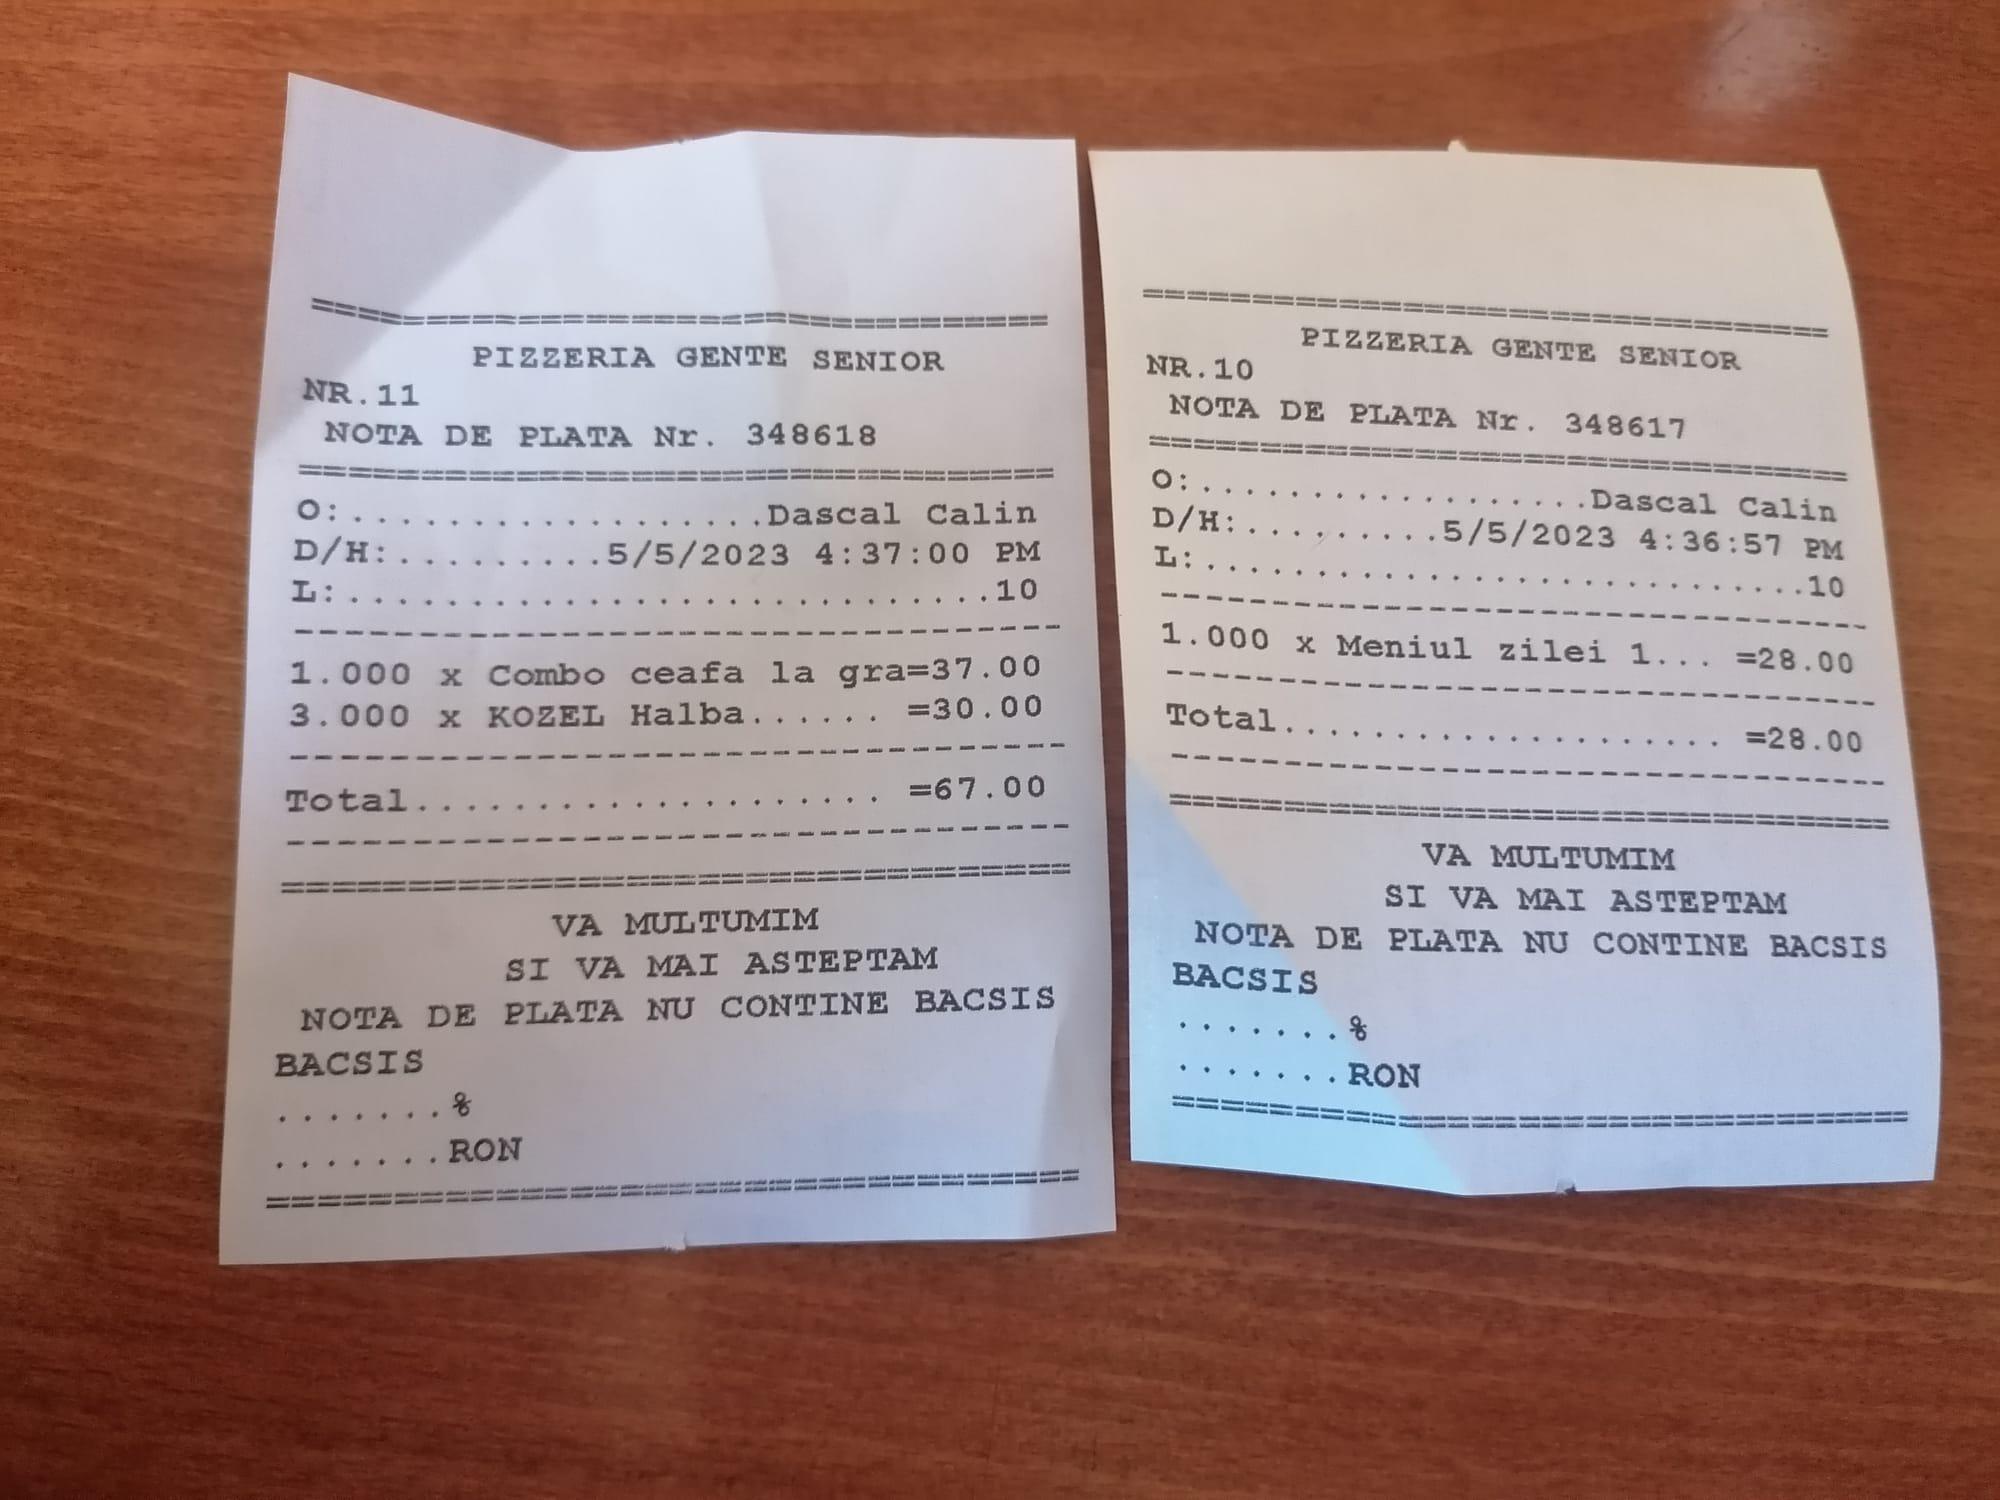 ================================
PIZZERIA GENTE SENIOR
NR.11
NOTA DE PLATA Nr. 348618
================================
O:.................Dascal Calin
D/H:.........5/5/2023 4:37:00 PM
L:...........................10
--------------------------------
1.000 x Combo ceafa la gra=37.00
3.000 x KOZEL Halba...... =30.00
--------------------------------
Total................... =67.00
--------------------------------
================================
VA MULTUMIM
SI VA MAI ASTEPTAM
NOTA DE PLATA NU CONTINE BACSIS
BACSIS
.......%
.......RON
================================
================================
PIZZERIA GENTE SENIOR
NR.10
NOTA DE PLATA Nr. 348617
================================
O:.................Dascal Calin
D/H:.........5/5/2023 4:36:57 PM
L:...........................10
--------------------------------
1.000 x Meniul zilei 1... =28.00
--------------------------------
Total................... =28.00
--------------------------------
================================
VA MULTUMIM
SI VA MAI ASTEPTAM
NOTA DE PLATA NU CONTINE BACSIS
BACSIS
.......%
.......RON
================================